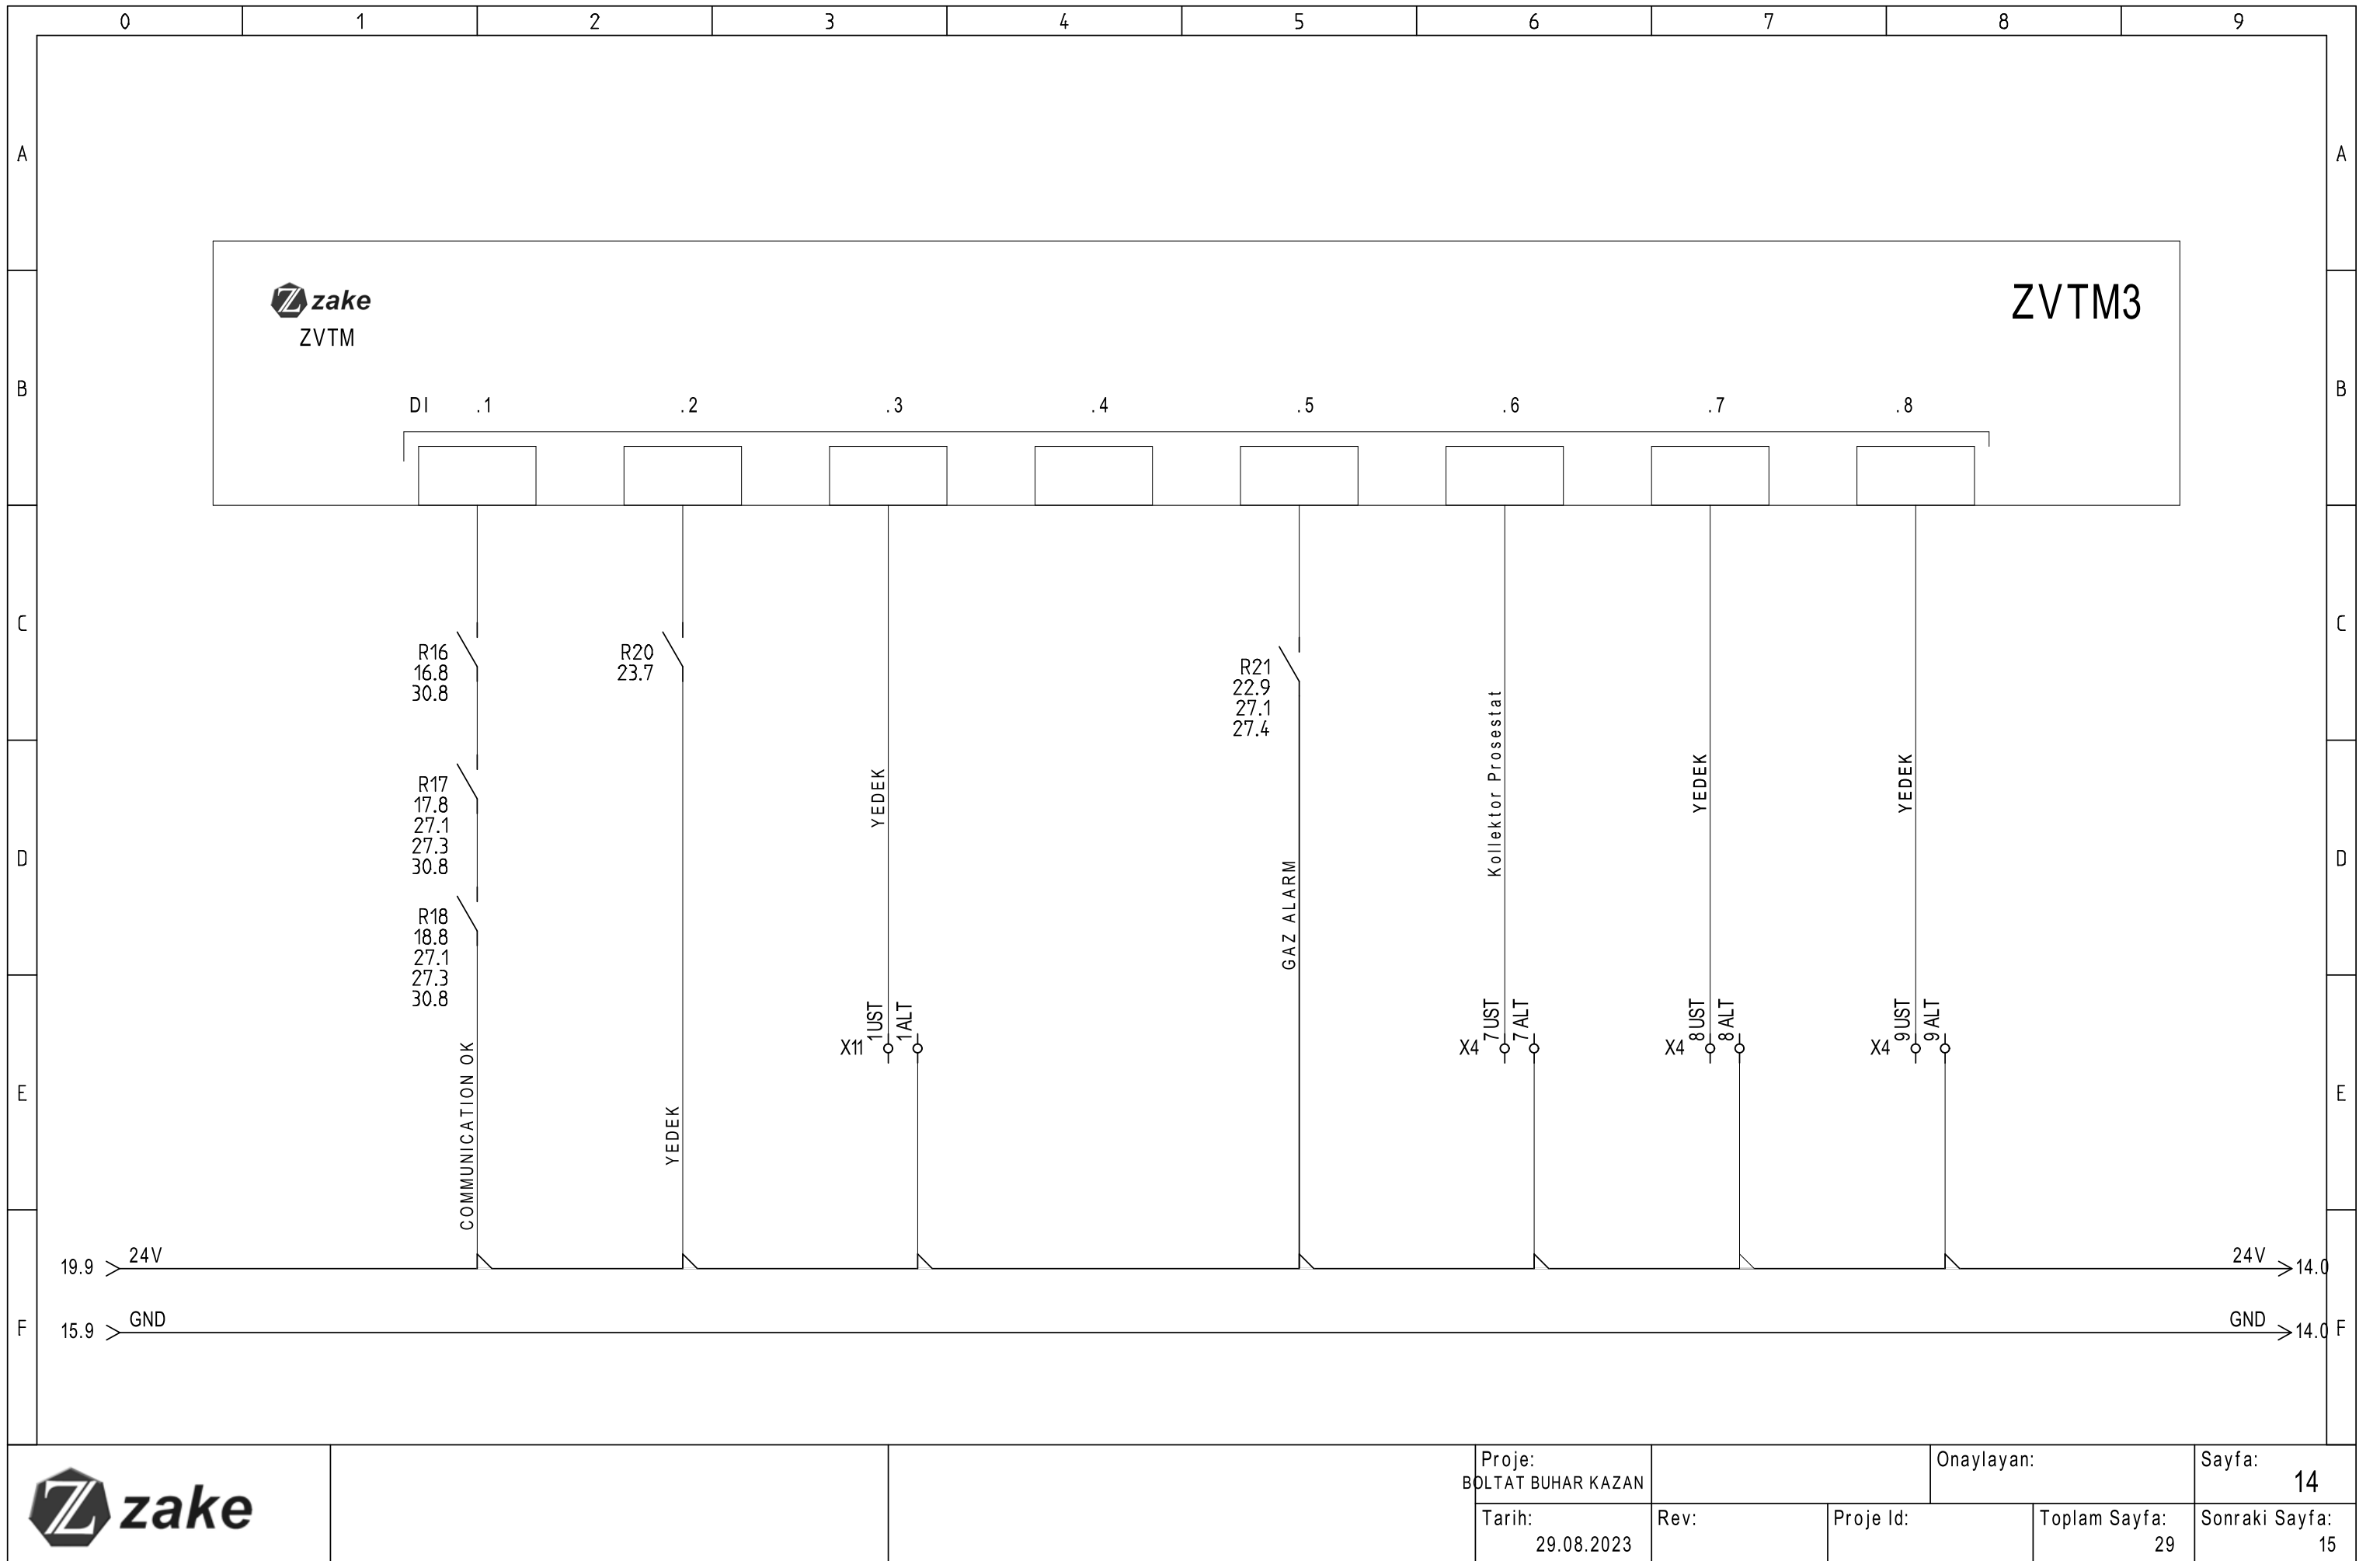 0 1 2 3 4 5 6 7 8 9
A A
zake
ZVTM
ZVTM3
B B
DI .1 .2 .3 .4 .5 .6 .7 .8
C C
R16
16.8
30.8
R20
23.7
R21
22.9
27.1
27.4
R17
17.8
27.1
27.3
30.8
D D
R18
18.8
27.1
27.3
30.8
COMMUNICATION OK
YEDEK
YEDEK
GAZ ALARM
Kollektor Prosestat
YEDEK
YEDEK
X11 1UST 1ALT
X4 7UST 7ALT
X4 8UST 8ALT
X4 9UST 9ALT
E E
19.9 24V 24V 14.0
F 15.9 GND GND 14.0 F
zake
Proje:
BOLTAT BUHAR KAZAN
Onaylayan:
Sayfa:
14
Tarih:
29.08.2023
Rev:
Proje Id:
Toplam Sayfa:
29
Sonraki Sayfa:
15